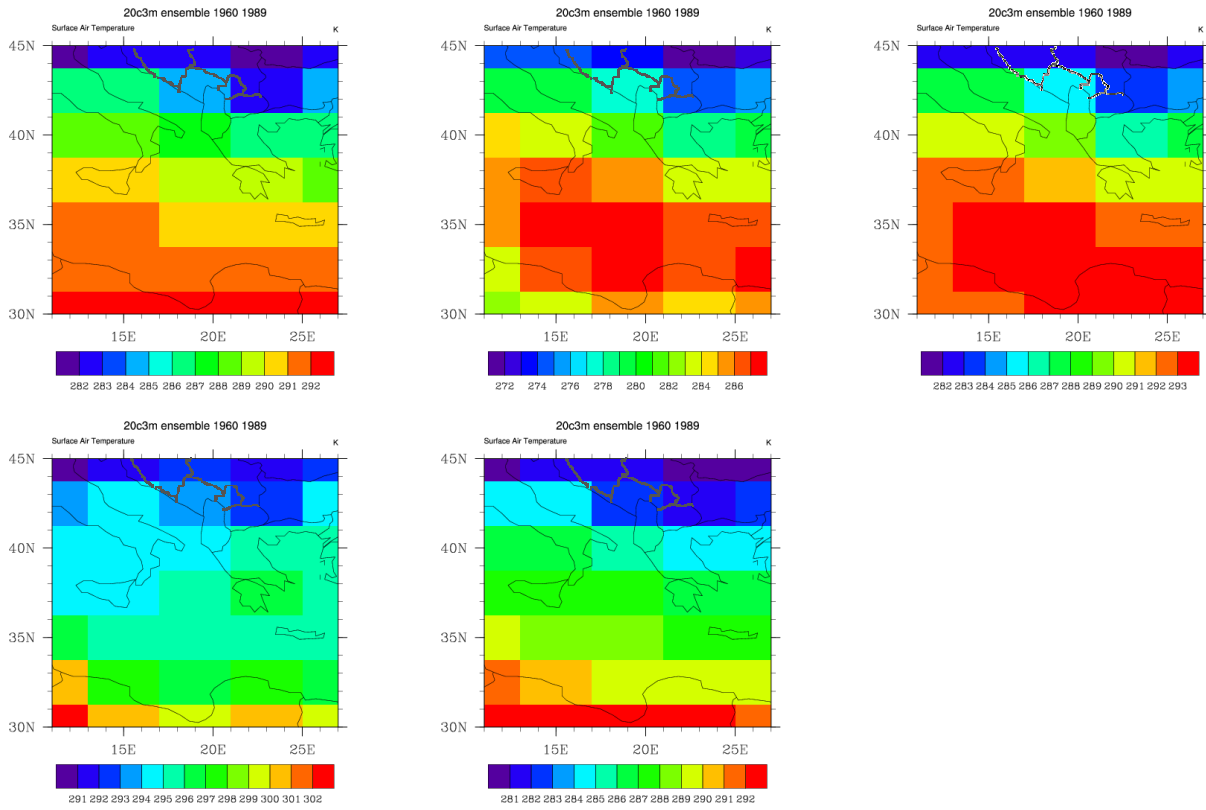 20c3m ensemble 1960 1989
Surface Air Temperature K
45N
40N
35N
30N
15E 20E 25E
282 283 284 285 286 287 288 289 290 291 292
20c3m ensemble 1960 1989
Surface Air Temperature K
45N
40N
35N
30N
15E 20E 25E
272 274 276 278 280 282 284 286
20c3m ensemble 1960 1989
Surface Air Temperature K
45N
40N
35N
30N
15E 20E 25E
282 283 284 285 286 287 288 289 290 291 292 293
20c3m ensemble 1960 1989
Surface Air Temperature K
45N
40N
35N
30N
15E 20E 25E
291 292 293 294 295 296 297 298 299 300 301 302
20c3m ensemble 1960 1989
Surface Air Temperature K
45N
40N
35N
30N
15E 20E 25E
281 282 283 284 285 286 287 288 289 290 291 292